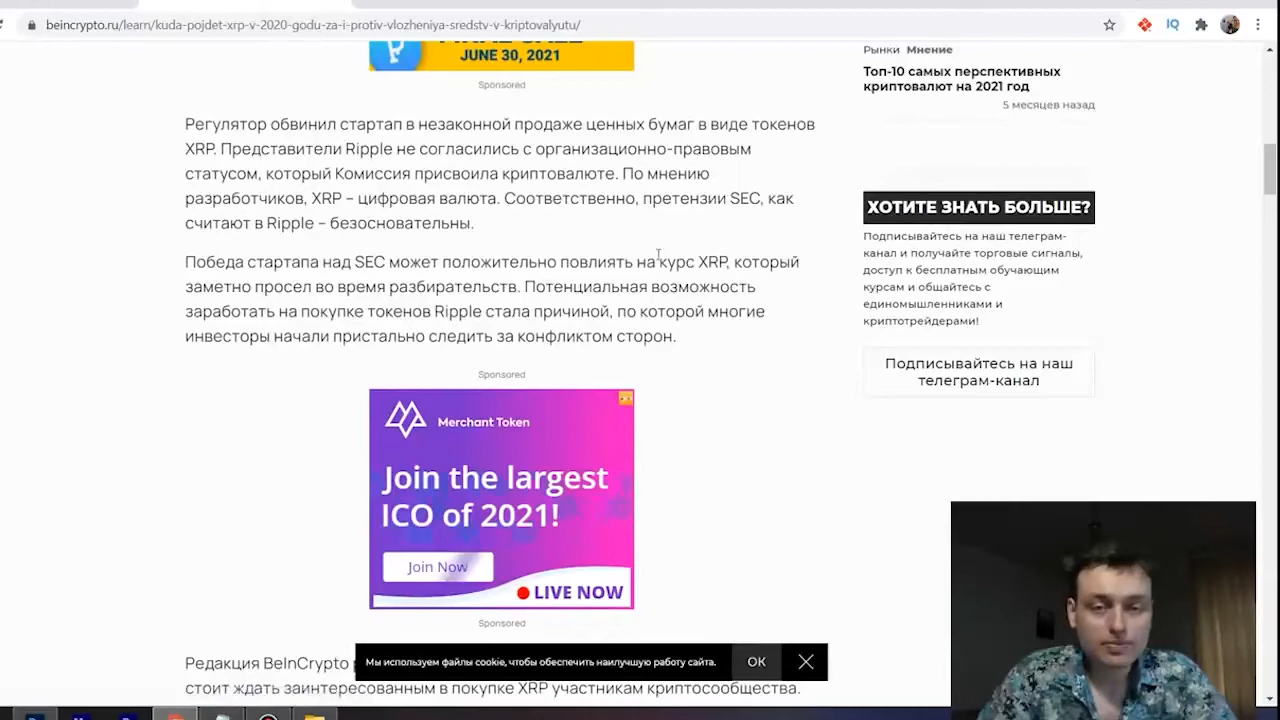 beincrypto.ru/learn/kuda-pojdet-xrp-v-2020-godu-za-i-protiv-vlozheniya-sredstv-v-kriptovalyutu/
JUNE 30, 2021
Sponsored
Регулятор обвинил стартап в незаконной продаже ценных бумаг в виде токенов
XRP. Представители Ripple не согласились с организационно-правовым
статусом, который Комиссия присвоила криптовалюте. По мнению
разработчиков, XRP – цифровая валюта. Соответственно, претензии SEC, как
считают в Ripple – безосновательны.
Победа стартапа над SEC может положительно повлиять на курс XRP, который
заметно просел во время разбирательств. Потенциальная возможность
заработать на покупке токенов Ripple стала причиной, по которой многие
инвесторы начали пристально следить за конфликтом сторон.
Sponsored
Merchant Token
Join the largest
ICO of 2021!
Join Now
LIVE NOW
Sponsored
Редакция BeInCrypto
стоит ждать заинтересованным в покупке XRP участникам криптосообщества.
Мы используем файлы cookie, чтобы обеспечить наилучшую работу сайта.
OK
Рынки Мнение
Топ-10 самых перспективных
криптовалют на 2021 год
5 месяцев назад
ХОТИТЕ ЗНАТЬ БОЛЬШЕ?
Подписывайтесь на наш телеграм-
канал и получайте торговые сигналы,
доступ к бесплатным обучающим
курсам и общайтесь с
единомышленниками и
криптотрейдерами!
Подписывайтесь на наш
телеграм-канал